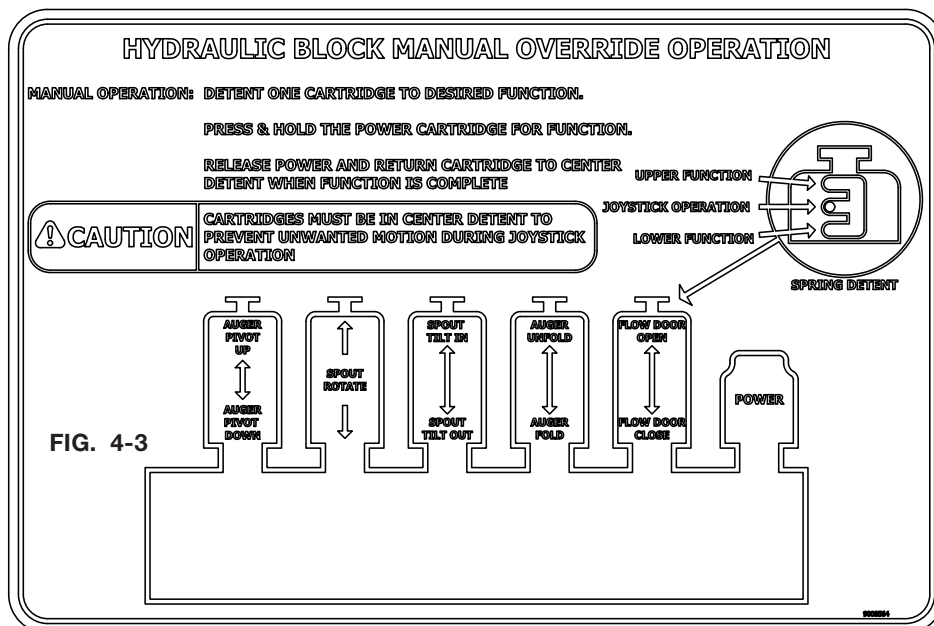 HYDRAULIC BLOCK MANUAL OVERRIDE OPERATION
MANUAL OPERATION: DETENT ONE CARTRIDGE TO DESIRED FUNCTION.
PRESS & HOLD THE POWER CARTRIDGE FOR FUNCTION.
RELEASE POWER AND RETURN CARTRIDGE TO CENTER
DETENT WHEN FUNCTION IS COMPLETE
UPPER FUNCTION
JOYSTICK OPERATION
LOWER FUNCTION
SPRING DETENT
CAUTION
CARTRIDGES MUST BE IN CENTER DETENT TO
PREVENT UNWANTED MOTION DURING JOYSTICK
OPERATION
AUGER
PIVOT
UP
AUGER
PIVOT
DOWN
SPOUT
ROTATE
SPOUT
TILT IN
SPOUT
TILT OUT
AUGER
UNFOLD
AUGER
FOLD
FLOW DOOR
OPEN
FLOW DOOR
CLOSE
POWER
FIG. 4-3